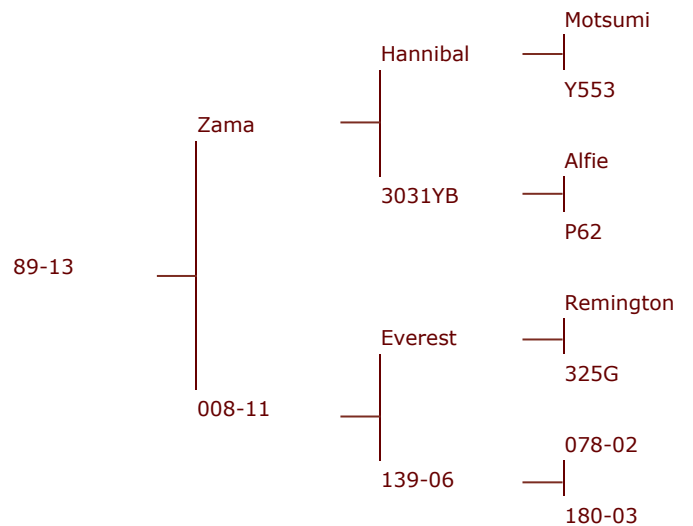 Motsumi
Hannibal
Y553
Zama
Alfie
3031YB
P62
89-13
Remington
Everest
325G
008-11
078-02
139-06
180-03